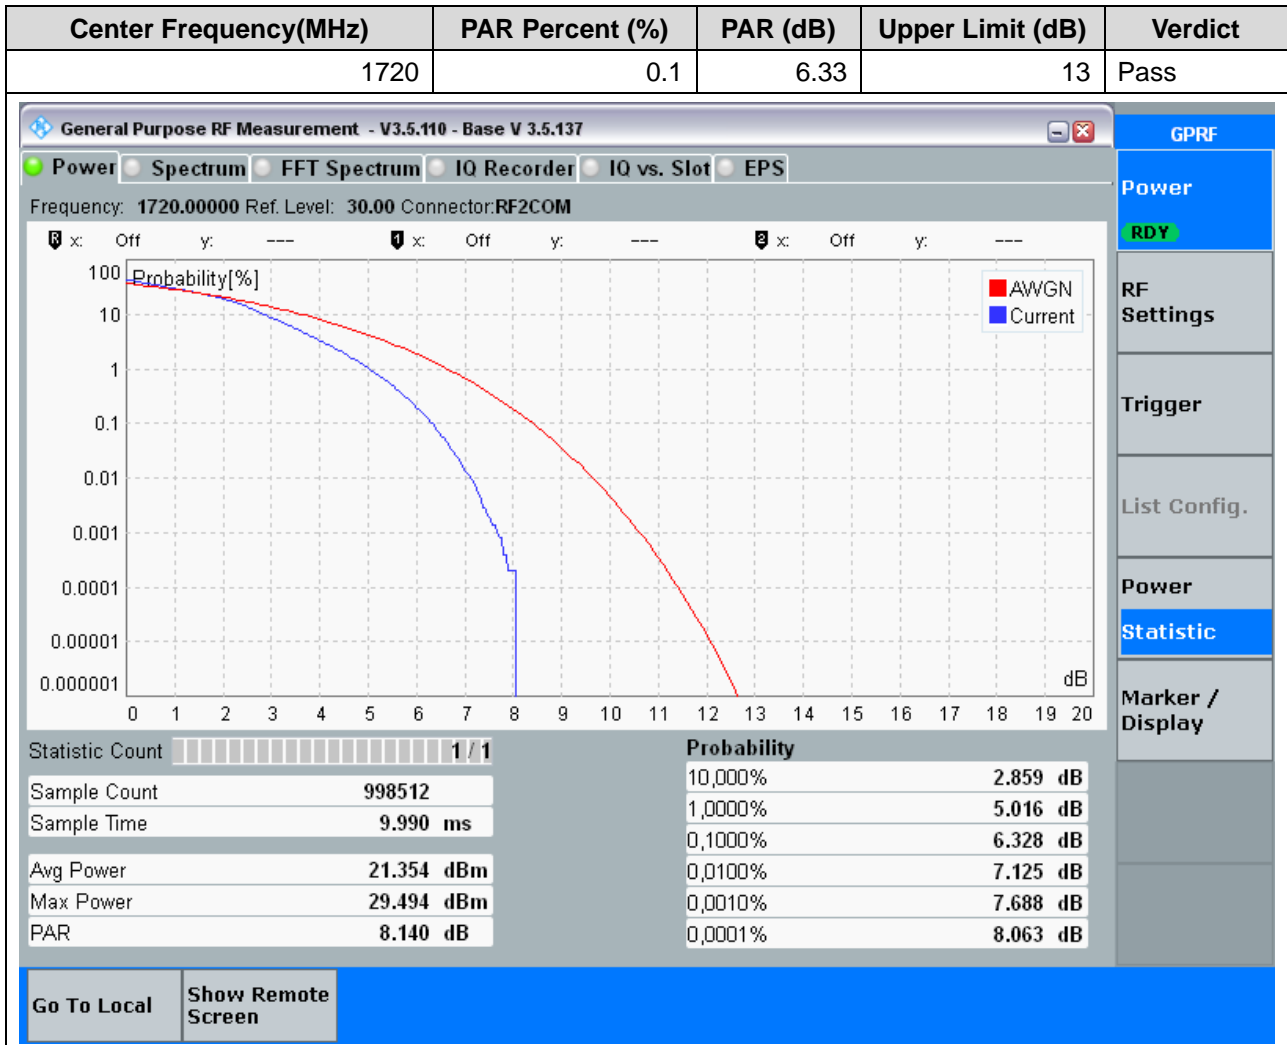 Center Frequency(MHz) PAR Percent (%) PAR (dB) Upper Limit (dB) Verdict
1720 0.1 6.33 13 Pass
General Purpose RF Measurement - V3.5.110 - Base V 3.5.137
GPRF
Power Spectrum FFT Spectrum IQ Recorder IQ vs. Slot EPS
Frequency: 1720.00000 Ref. Level: 30.00 Connector:RF2COM
R x: Off y: --- 1 x: Off y: --- 2 x: Off y: ---
Probability[%]
AWGN
Current
100
10
1
0.1
0.01
0.001
0.0001
0.00001
0.000001
dB
0 1 2 3 4 5 6 7 8 9 10 11 12 13 14 15 16 17 18 19 20
Statistic Count 1 / 1
Sample Count 998512
Sample Time 9.990 ms
Avg Power 21.354 dBm
Max Power 29.494 dBm
PAR 8.140 dB
Probability
10,000% 2.859 dB
1,0000% 5.016 dB
0,1000% 6.328 dB
0,0100% 7.125 dB
0,0010% 7.688 dB
0,0001% 8.063 dB
Power
RDY
RF
Settings
Trigger
List Config.
Power
Statistic
Marker /
Display
Go To Local
Show Remote
Screen